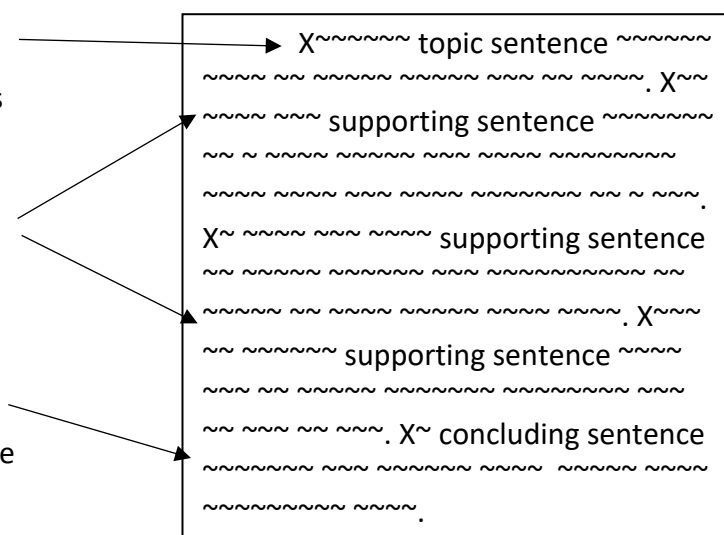 X~~~~~~ topic sentence ~~~~~~
~~~~ ~~ ~~~~~ ~~~~~ ~~~ ~~ ~~~~. X~~
s
~~~~ ~~~ supporting sentence ~~~~~~~
~~ ~ ~~~~ ~~~~~ ~~~ ~~~~ ~~~~~~~~
~~~~ ~~~~ ~~~ ~~~~ ~~~~~~~ ~~ ~ ~~~.
X~ ~~~~ ~~~ ~~~~ supporting sentence
~~ ~~~~~ ~~~~~~ ~~~ ~~~~~~~~~~ ~~
~~~~~ ~~ ~~~~ ~~~~~ ~~~~ ~~~~. X~~~
~~ ~~~~~~ supporting sentence ~~~~
~~~ ~~ ~~~~~ ~~~~~~~ ~~~~~~~~ ~~~
~~ ~~~ ~~ ~~~. X~ concluding sentence
e
~~~~~~~ ~~~ ~~~~~~ ~~~~ ~~~~~ ~~~~
~~~~~~~~~ ~~~~.